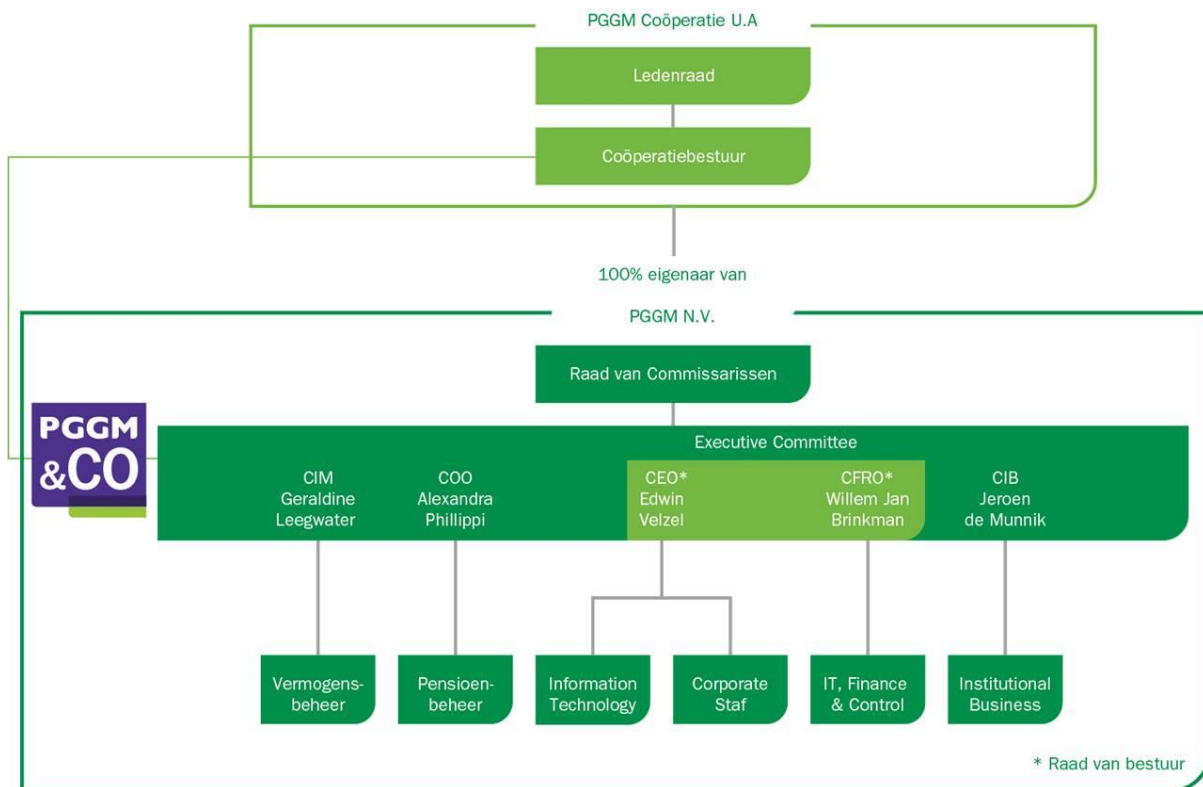 PGGM Coöperatie U.A
Ledenraad
Coöperatiebestuur
100% eigenaar van
PGGM N.V.
Raad van Commissarissen
PGGM
&CO
Executive Committee
CIM
Geraldine
Leegwater
COO
Alexandra
Phillippi
CEO*
Edwin
Velzel
CFRO*
Willem Jan
Brinkman
CIB
Jeroen
de Munnik
Vermogens-
beheer
Pensioen-
beheer
Information
Technology
Corporate
Staf
IT, Finance
& Control
Institutional
Business
* Raad van bestuur